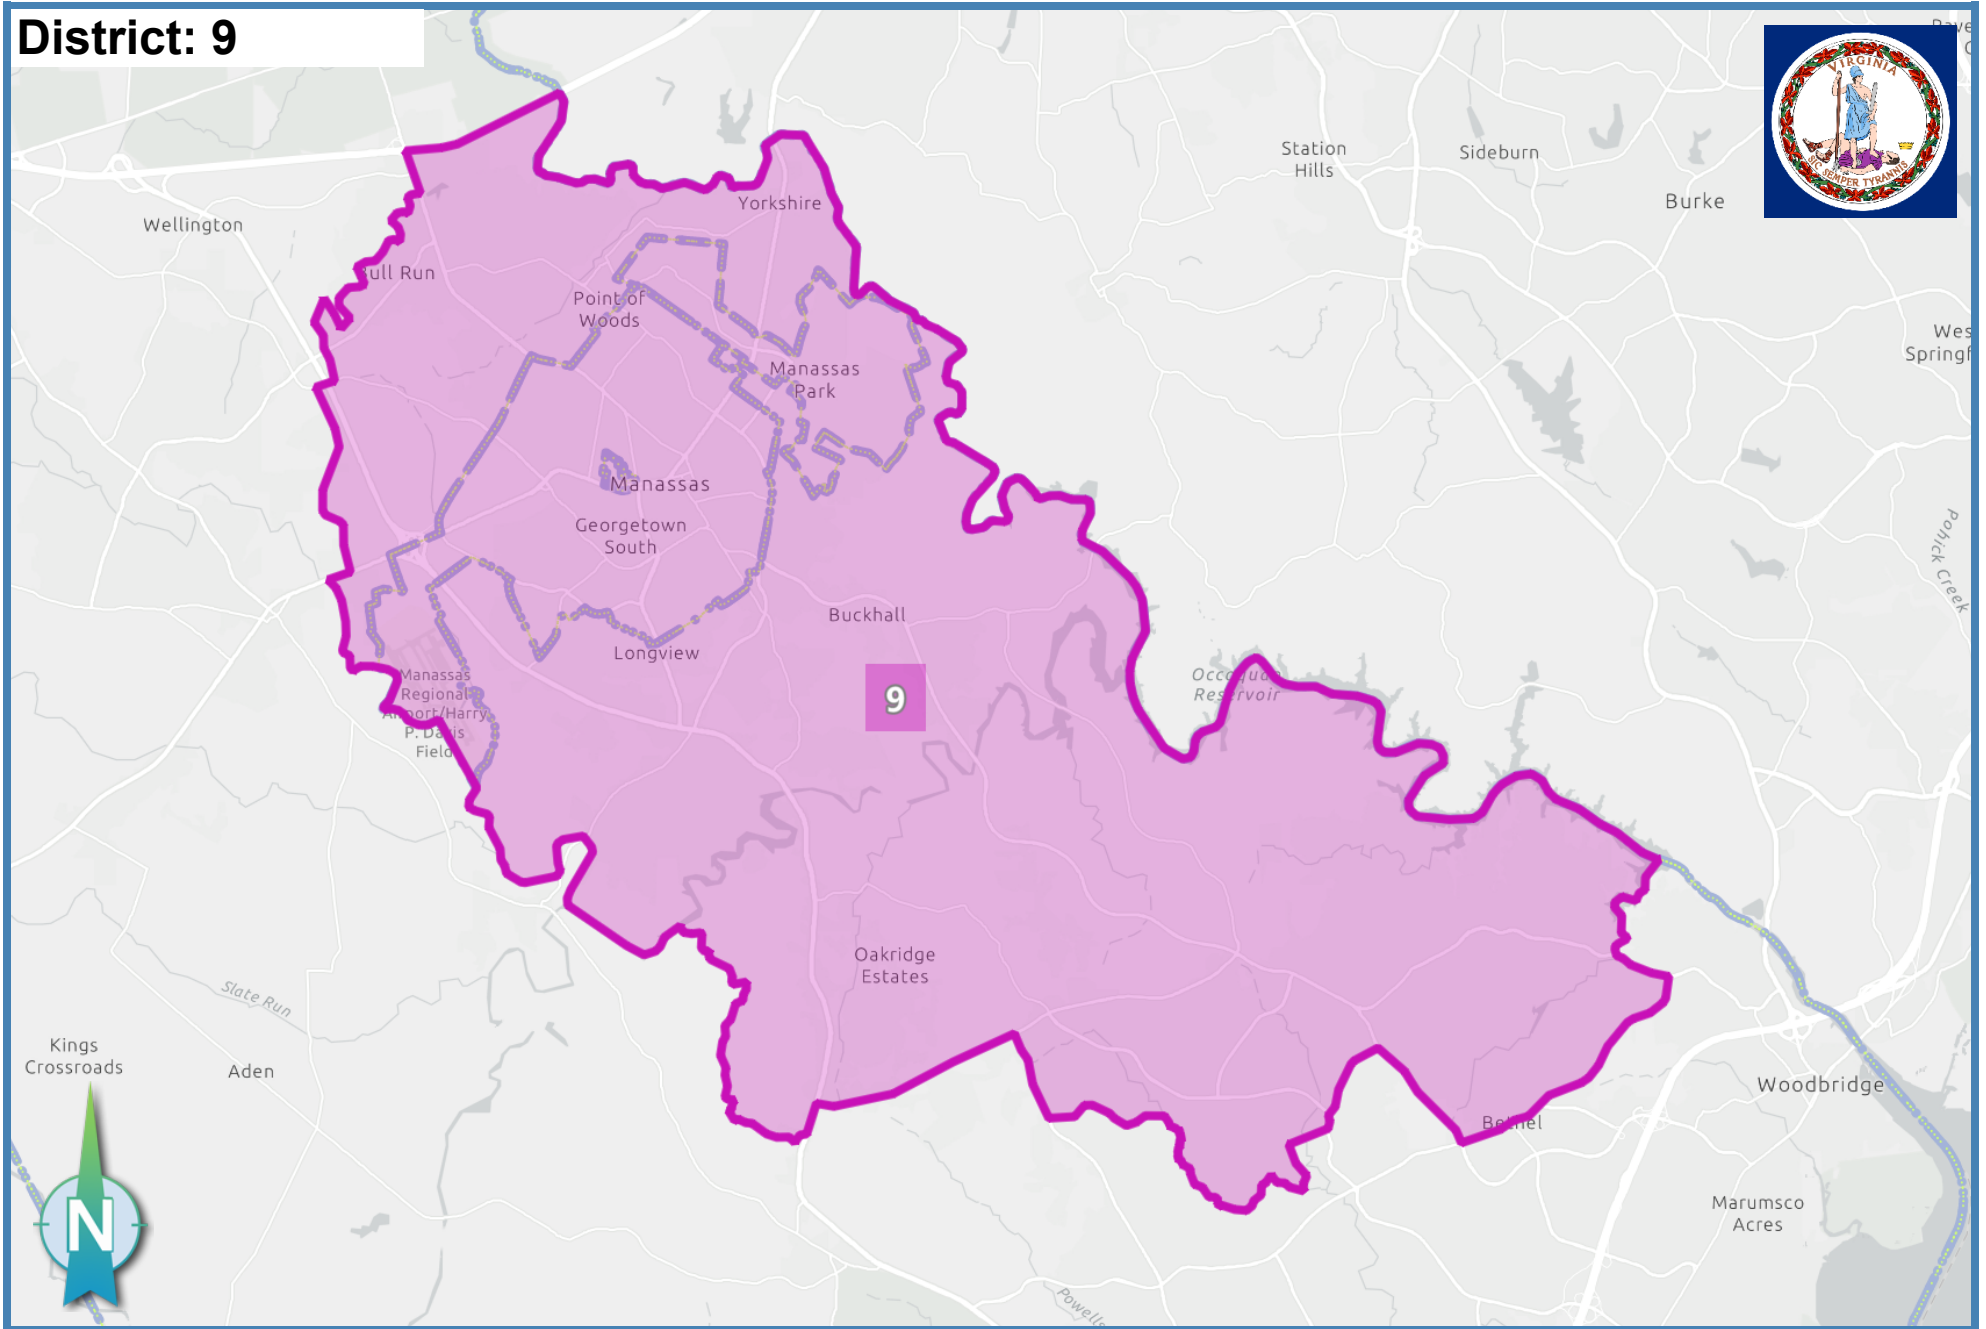 District: 9
VIRGINIA
SIC SEMPER TYRANNIS
Station
Hills
Sideburn
Burke
Wellington
Yorkshire
Bull Run
Point of
Woods
Manassas
Park
Manassas
Georgetown
South
Buckhall
Longview
Manassas
Regional
Airport/Harry
P. Davis
Field
9
Occoquan
Reservoir
Pohick Creek
Oakridge
Estates
Slate Run
Kings
Crossroads
Aden
Woodbridge
Bethel
Marumsco
Acres
N